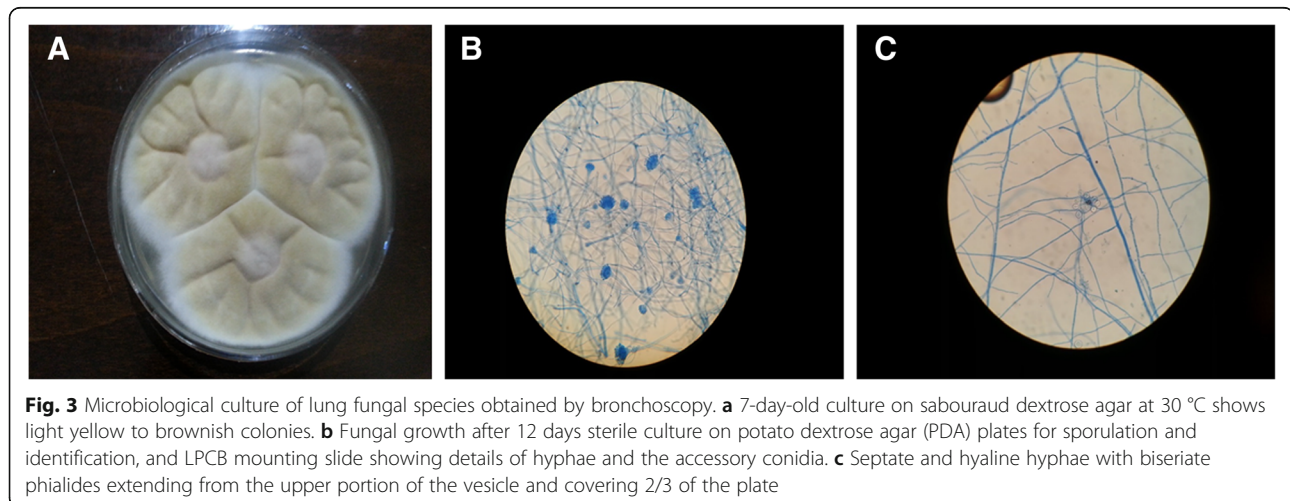 A
B
C
Fig. 3 Microbiological culture of lung fungal species obtained by bronchoscopy. a 7-day-old culture on sabouraud dextrose agar at 30 °C shows
light yellow to brownish colonies. b Fungal growth after 12 days sterile culture on potato dextrose agar (PDA) plates for sporulation and
identification, and LPCB mounting slide showing details of hyphae and the accessory conidia. c Septate and hyaline hyphae with biseriate
phialides extending from the upper portion of the vesicle and covering 2/3 of the plate